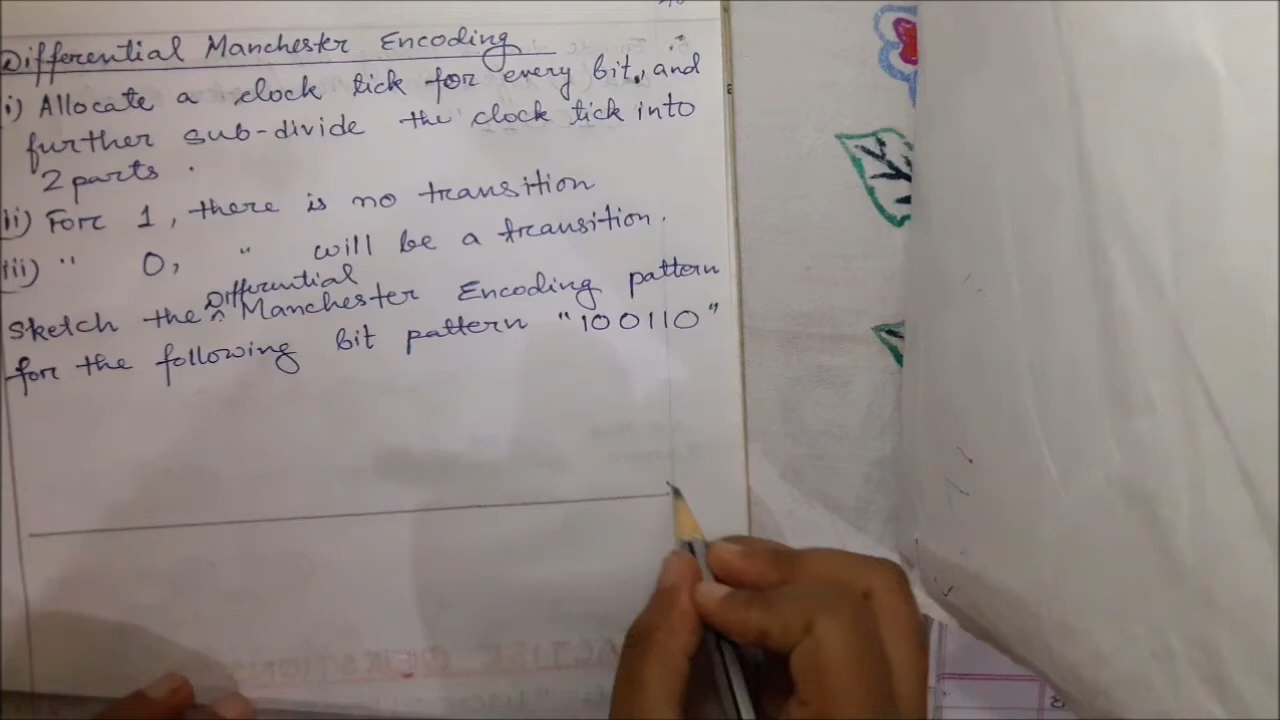 Differential Manchester Encoding
i) Allocate a clock tick for every bit, and
further sub-divide the clock tick into
2 parts.
ii) For 1, there is no transition
iii) " 0, " will be a transition.
Differential
Sketch the ^ Manchester Encoding pattern
for the following bit pattern "100110"